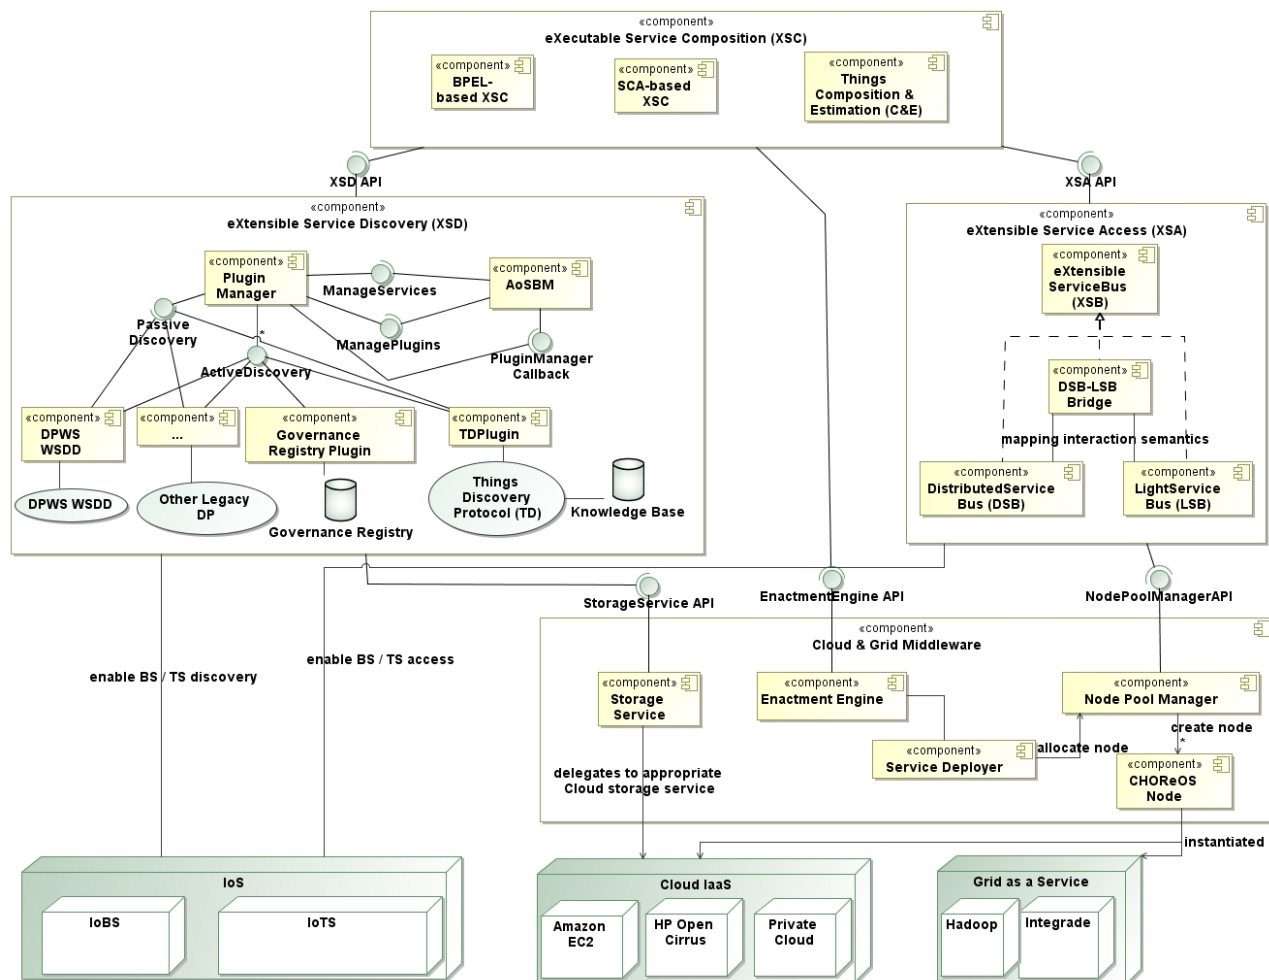 «component»
eXecutable Service Composition (XSC)
«component»
BPEL-
based XSC
«component»
SCA-based
XSC
«component»
Things
Composition &
Estimation (C&E)
XSD API
XSA API
«component»
eXtensible Service Discovery (XSD)
«component»
Plugin
Manager
ManageServices
«component»
AoSBM
Passive
Discovery
*
ManagePlugins
PluginManager
Callback
ActiveDiscovery
«component»
DPWS
WSDD
«component»
...
«component»
Governance
Registry Plugin
«component»
TDPlugin
DPWS WSDD
Other Legacy
DP
Governance Registry
Things
Discovery
Protocol (TD)
Knowledge Base
«component»
eXtensible Service Access (XSA)
«component»
eXtensible
ServiceBus
(XSB)
«component»
DSB-LSB
Bridge
mapping interaction semantics
«component»
DistributedService
Bus (DSB)
«component»
LightService
Bus (LSB)
StorageService API
EnactmentEngine API
NodePoolManagerAPI
enable BS / TS discovery
enable BS / TS access
«component»
Cloud & Grid Middleware
«component»
Storage
Service
«component»
Enactment Engine
«component»
Node Pool Manager
create node
*
«component»
Service Deployer
allocate node
«component»
CHOReOS
Node
delegates to appropriate
Cloud storage service
instantiated
IoS
IoBS
IoTS
Cloud IaaS
Amazon
EC2
HP Open
Cirrus
Private
Cloud
Grid as a Service
Hadoop
Integrade